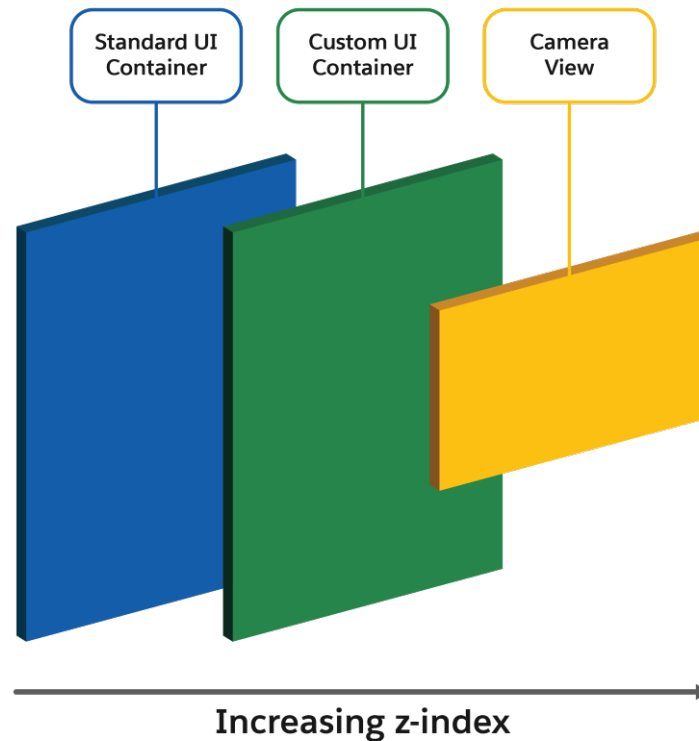 Standard UI
Container
Custom UI
Container
Camera
View
Increasing z-index